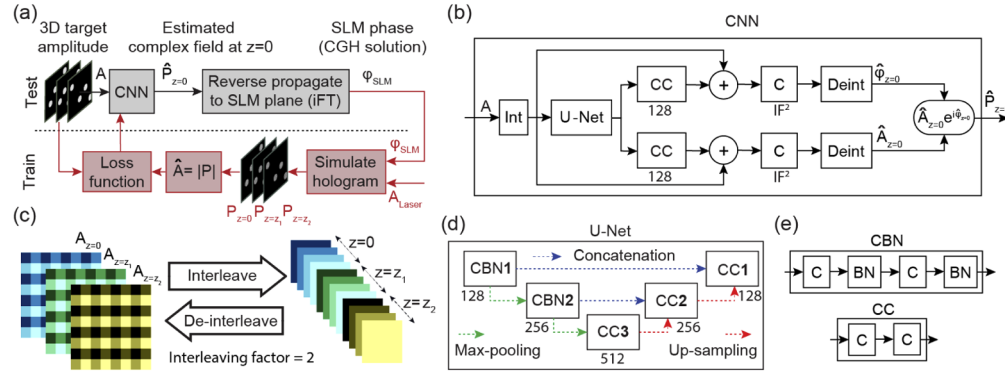 (a)
3D target
amplitude
Estimated
complex field at z=0
SLM phase
(CGH solution)
Test
A
CNN
P̂z=0
Reverse propagate
to SLM plane (iFT)
φSLM
Train
Loss
function
Â= |P|
Pz=0 Pz=z1 Pz=z2
Simulate
hologram
φSLM
ALaser
(b)
CNN
A
Int
U-Net
CC
128
+
C
IF²
Deint
φ̂z=0
CC
128
+
C
IF²
Deint
Âz=0
Âz=0 e^iφ̂z=0
P̂z=0
(c)
Az=0
Az=z1
Az=z2
Interleave
De-interleave
Interleaving factor = 2
z=0
z=z1
z=z2
(d)
U-Net
CBN1
128
Concatenation
CC1
128
CBN2
256
CC2
256
CC3
512
Max-pooling
Up-sampling
(e)
CBN
C
BN
C
BN
CC
C
C